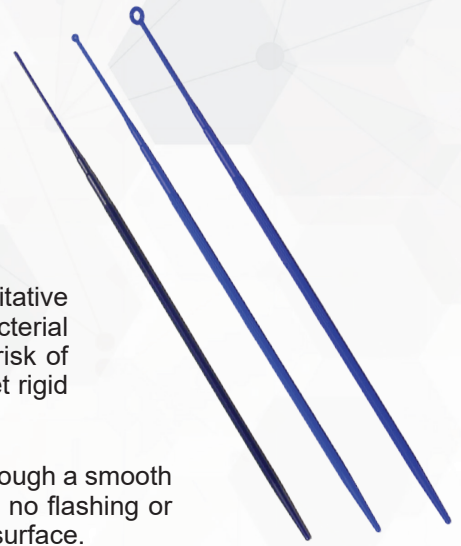 itative
cterial
risk of
et rigid
ough a smooth
no flashing or
surface.